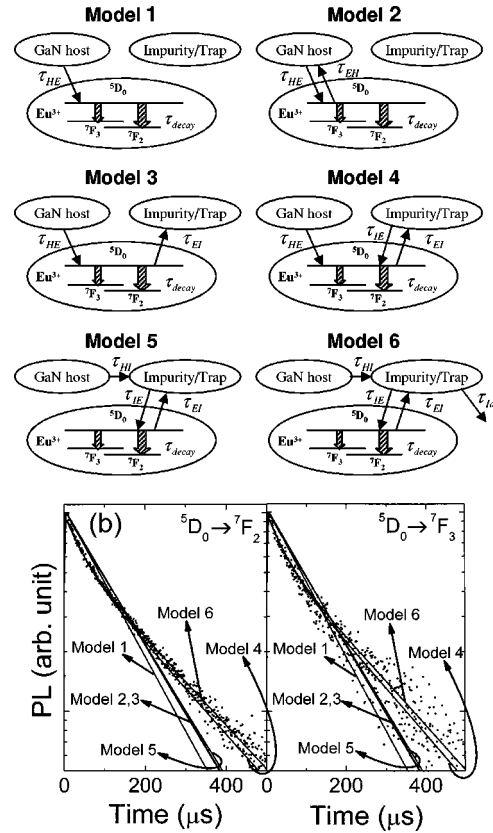 Model 1
GaN host
Impurity/Trap
τHE
⁵D₀
Eu³⁺
⁷F₃
⁷F₂
τdecay
Model 2
GaN host
Impurity/Trap
τHE
τEH
⁵D₀
Eu³⁺
⁷F₃
⁷F₂
τdecay
Model 3
GaN host
Impurity/Trap
τHE
τEI
⁵D₀
Eu³⁺
⁷F₃
⁷F₂
τdecay
Model 4
GaN host
Impurity/Trap
τHE
τIE
τEI
⁵D₀
Eu³⁺
⁷F₃
⁷F₂
τdecay
Model 5
τHI
GaN host
Impurity/Trap
τIE
τEI
⁵D₀
Eu³⁺
⁷F₃
⁷F₂
τdecay
Model 6
τHI
GaN host
Impurity/Trap
τIE
τEI
⁵D₀
Eu³⁺
⁷F₃
⁷F₂
τdecay
(b)
⁵D₀→⁷F₂
Model 6
Model 1
Model 4
Model 2,3
Model 5
⁵D₀→⁷F₃
Model 6
Model 1
Model 4
Model 2,3
Model 5
PL (arb. unit)
0 200 400 0 200 400
Time (μs)
Time (μs)